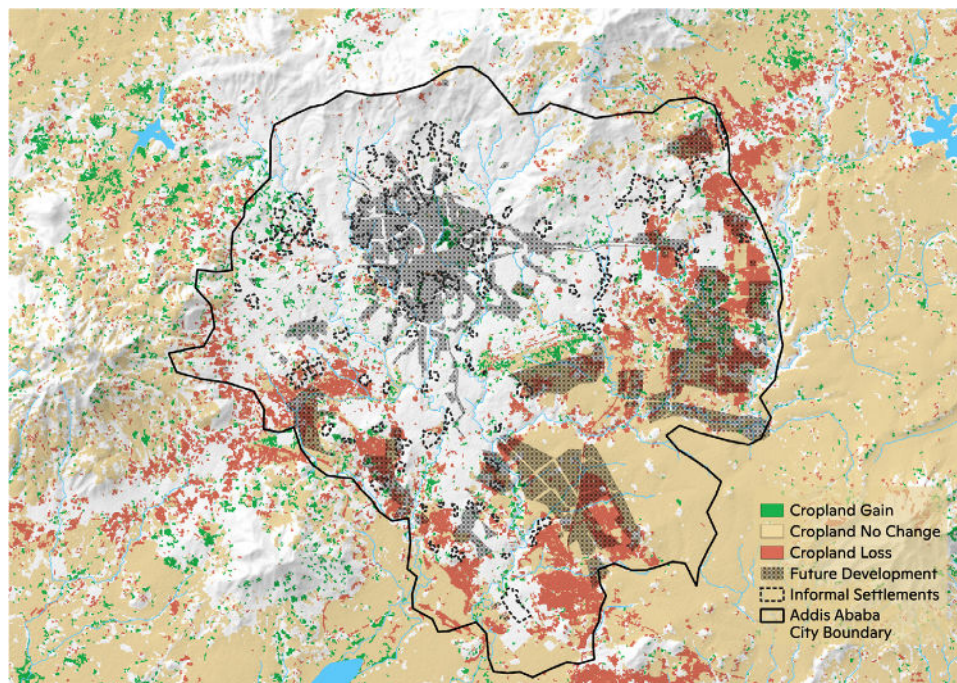 Cropland Gain
Cropland No Change
Cropland Loss
Future Development
Informal Settlements
Addis Ababa
City Boundary